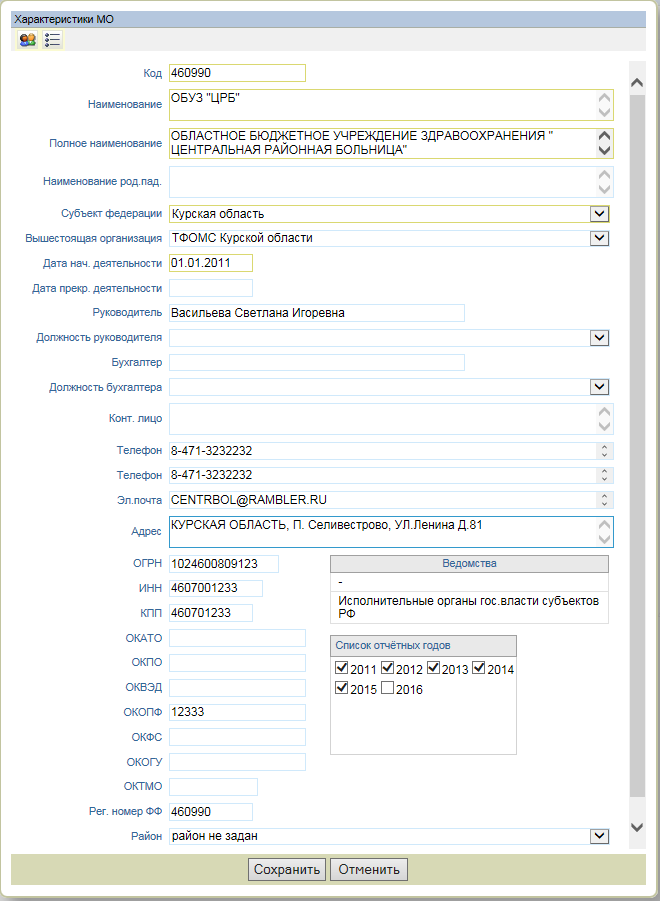 Характеристики МО
Код 460990
Наименование ОБУЗ "ЦРБ"
Полное наименование ОБЛАСТНОЕ БЮДЖЕТНОЕ УЧРЕЖДЕНИЕ ЗДРАВООХРАНЕНИЯ "
ЦЕНТРАЛЬНАЯ РАЙОННАЯ БОЛЬНИЦА"
Наименование род.пад.
Субъект федерации Курская область
Вышестоящая организация ТФОМС Курской области
Дата нач. деятельности 01.01.2011
Дата прекр. деятельности
Руководитель Васильева Светлана Игоревна
Должность руководителя
Бухгалтер
Должность бухгалтера
Конт. лицо
Телефон 8-471-3232232
Телефон 8-471-3232232
Эл.почта CENTRBOL@RAMBLER.RU
Адрес КУРСКАЯ ОБЛАСТЬ, П. Селивестрово, УЛ.Ленина Д.81
ОГРН 1024600809123
ИНН 4607001233
КПП 460701233
ОКАТО
ОКПО
ОКВЭД
ОКОПФ 12333
ОКФС
ОКОГУ
ОКТМО
Рег. номер ФФ 460990
Район район не задан
Ведомства
-
Исполнительные органы гос.власти субъектов
РФ
Список отчётных годов
2011 2012 2013 2014
2015 2016
Сохранить Отменить